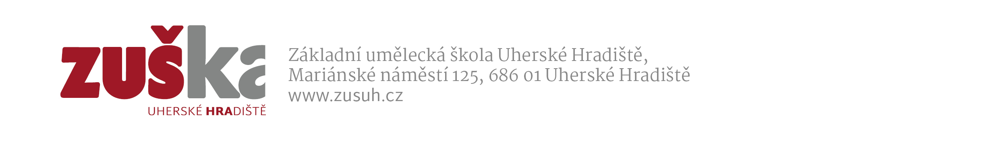 zuška
UHERSKÉ HRADIŠTĚ
Základní umělecká škola Uherské Hradiště,
Mariánské náměstí 125, 686 01 Uherské Hradiště
www.zusuh.cz